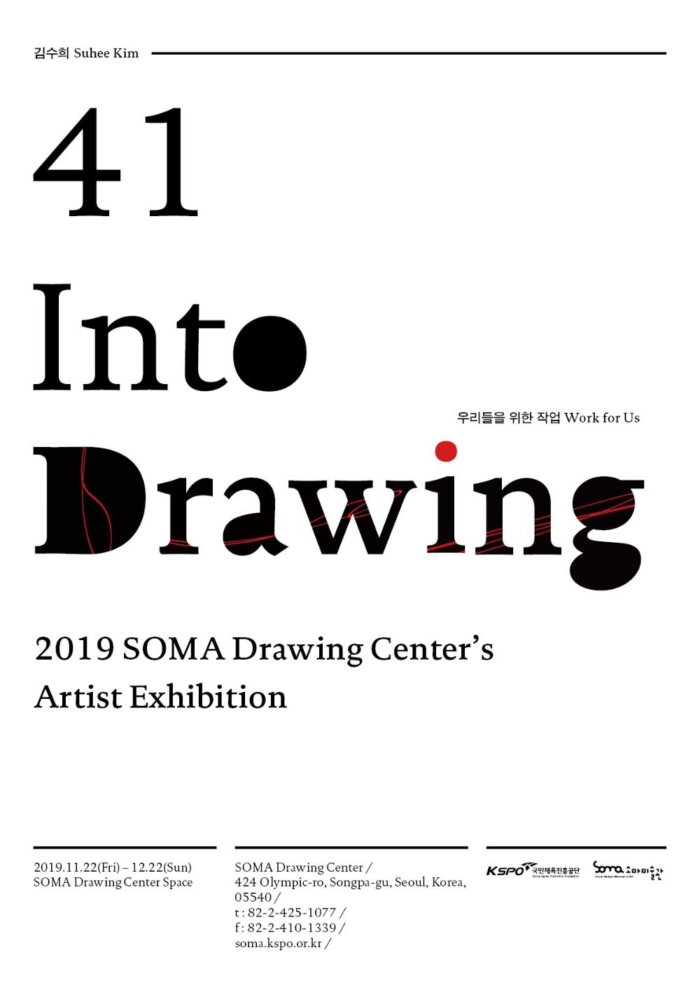 김수희 Suhee Kim
41
Into
우리들을 위한 작업 Work for Us
Drawing
2019 SOMA Drawing Center’s
Artist Exhibition
2019.11.22(Fri) – 12.22(Sun)
SOMA Drawing Center Space
SOMA Drawing Center /
424 Olympic-ro, Songpa-gu, Seoul, Korea,
05540 /
t : 82-2-425-1077 /
f : 82-2-410-1339 /
soma.kspo.or.kr /
KSPO 국민체육진흥공단
Korea Sports Promotion Foundation
soma 소마미술관
Seoul Olympic Museum of Art